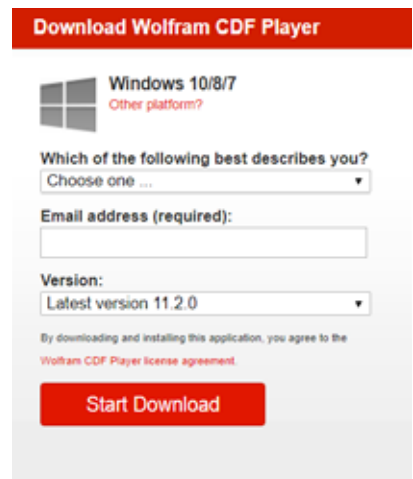 Download Wolfram CDF Player
Windows 10/8/7
Other platform?
Which of the following best describes you?
Choose one ...
Email address (required):
Version:
Latest version 11.2.0
By downloading and installing this application, you agree to the
Wolfram CDF Player license agreement.
Start Download